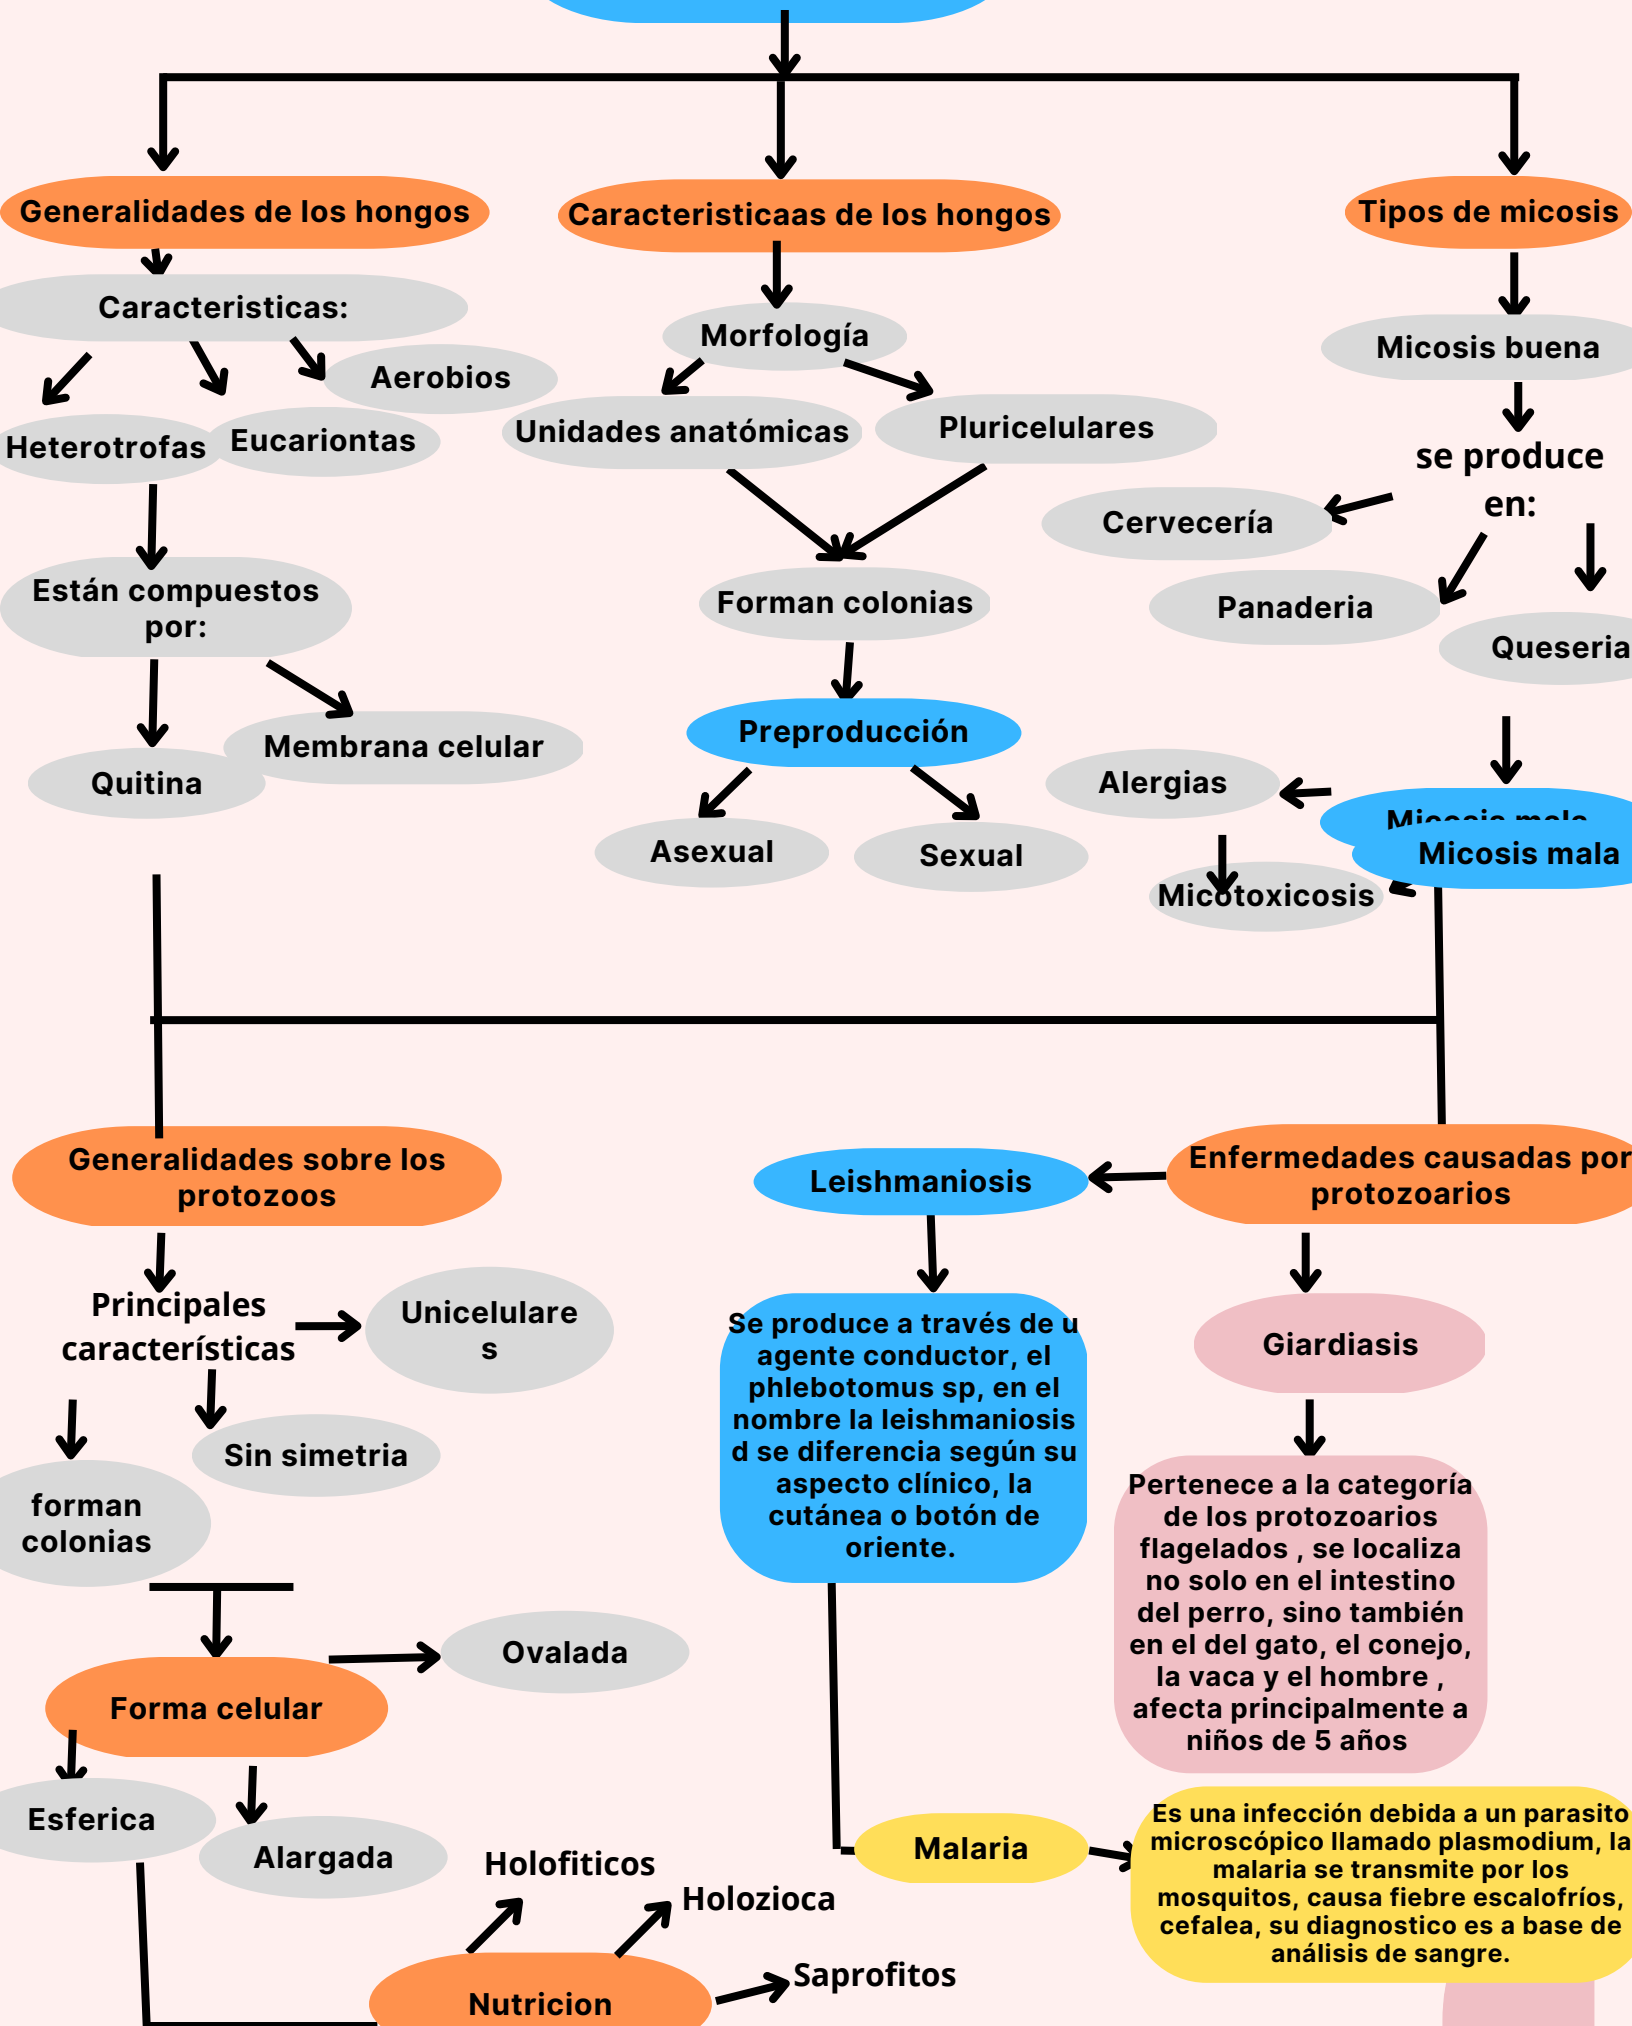 Generalidades de los hongos
Caracteristicaas de los hongos
Tipos de micosis
Caracteristicas:
Aerobios
Heterotrofas
Eucariontas
Están compuestos
por:
Membrana celular
Quitina
Morfología
Unidades anatómicas
Pluricelulares
Forman colonias
Preproducción
Asexual
Sexual
Micosis buena
se produce
en:
Cervecería
Panaderia
Queseria
Alergias
Micosis mala
Micosis mala
Micotoxicosis
Generalidades sobre los
protozoos
Principales
características
Unicelulare
s
Sin simetria
forman
colonias
Forma celular
Ovalada
Esferica
Alargada
Holofiticos
Holozioca
Saprofitos
Nutricion
Enfermedades causadas por
protozoarios
Leishmaniosis
Se produce a través de u
agente conductor, el
phlebotomus sp, en el
nombre la leishmaniosis
d se diferencia según su
aspecto clínico, la
cutánea o botón de
oriente.
Giardiasis
Pertenece a la categoría
de los protozoarios
flagelados , se localiza
no solo en el intestino
del perro, sino también
en el del gato, el conejo,
la vaca y el hombre ,
afecta principalmente a
niños de 5 años
Malaria
Es una infección debida a un parasito
microscópico llamado plasmodium, la
malaria se transmite por los
mosquitos, causa fiebre escalofríos,
cefalea, su diagnostico es a base de
análisis de sangre.